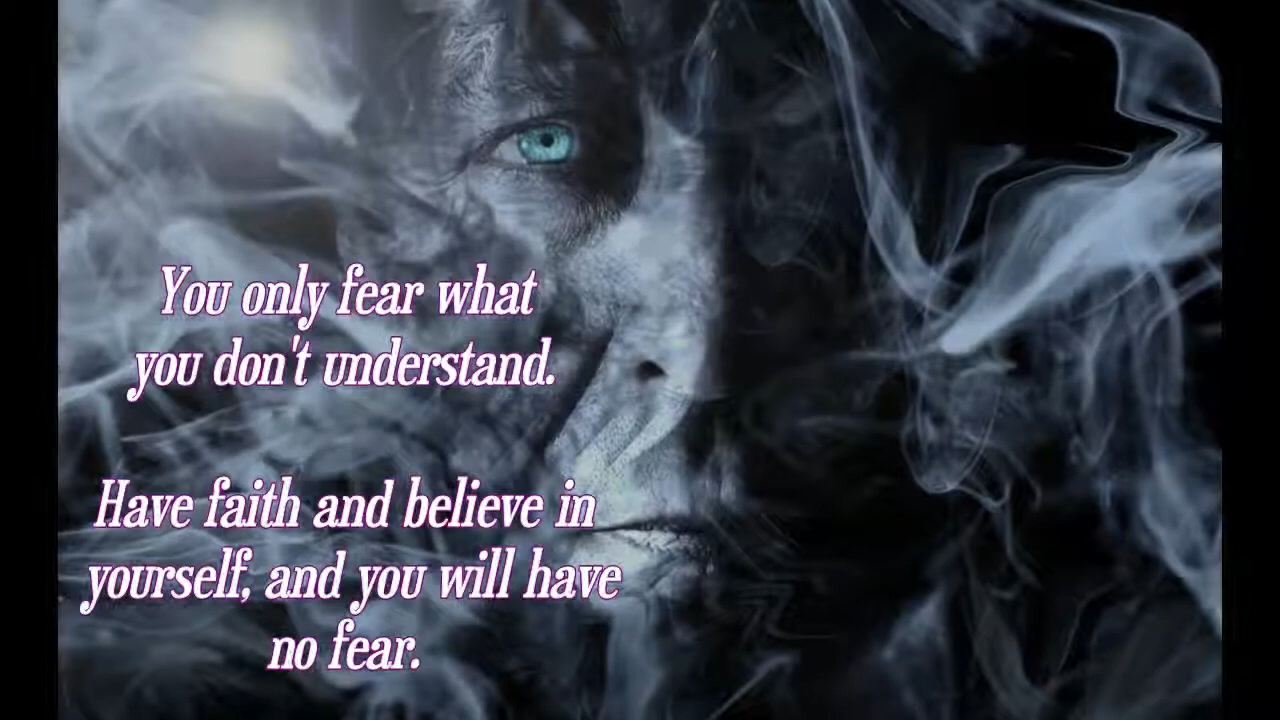 You only fear what
you don't understand.
Have faith and believe in
yourself, and you will have
no fear.